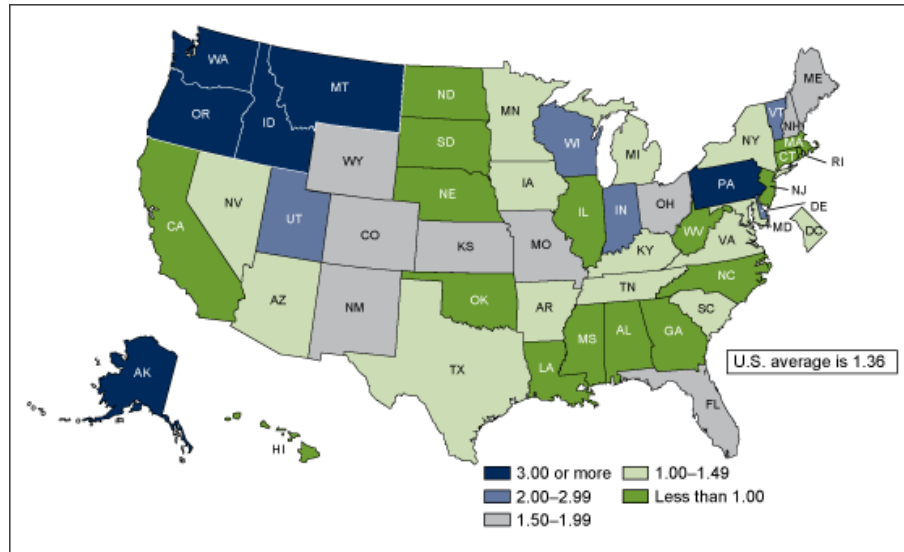 WA
MT
ME
ND
OR
ID
MN
VT
NH
WI
NY
MA
SD
CT
WY
MI
RI
IA
PA
NE
NJ
NV
OH
IN
DE
UT
IL
CA
CO
MD
WV
VA
DC
KS
MO
KY
NC
TN
AZ
OK
NM
AR
SC
MS
AL
GA
U.S. average is 1.36
LA
TX
AK
FL
HI
3.00 or more
1.00–1.49
2.00–2.99
Less than 1.00
1.50–1.99